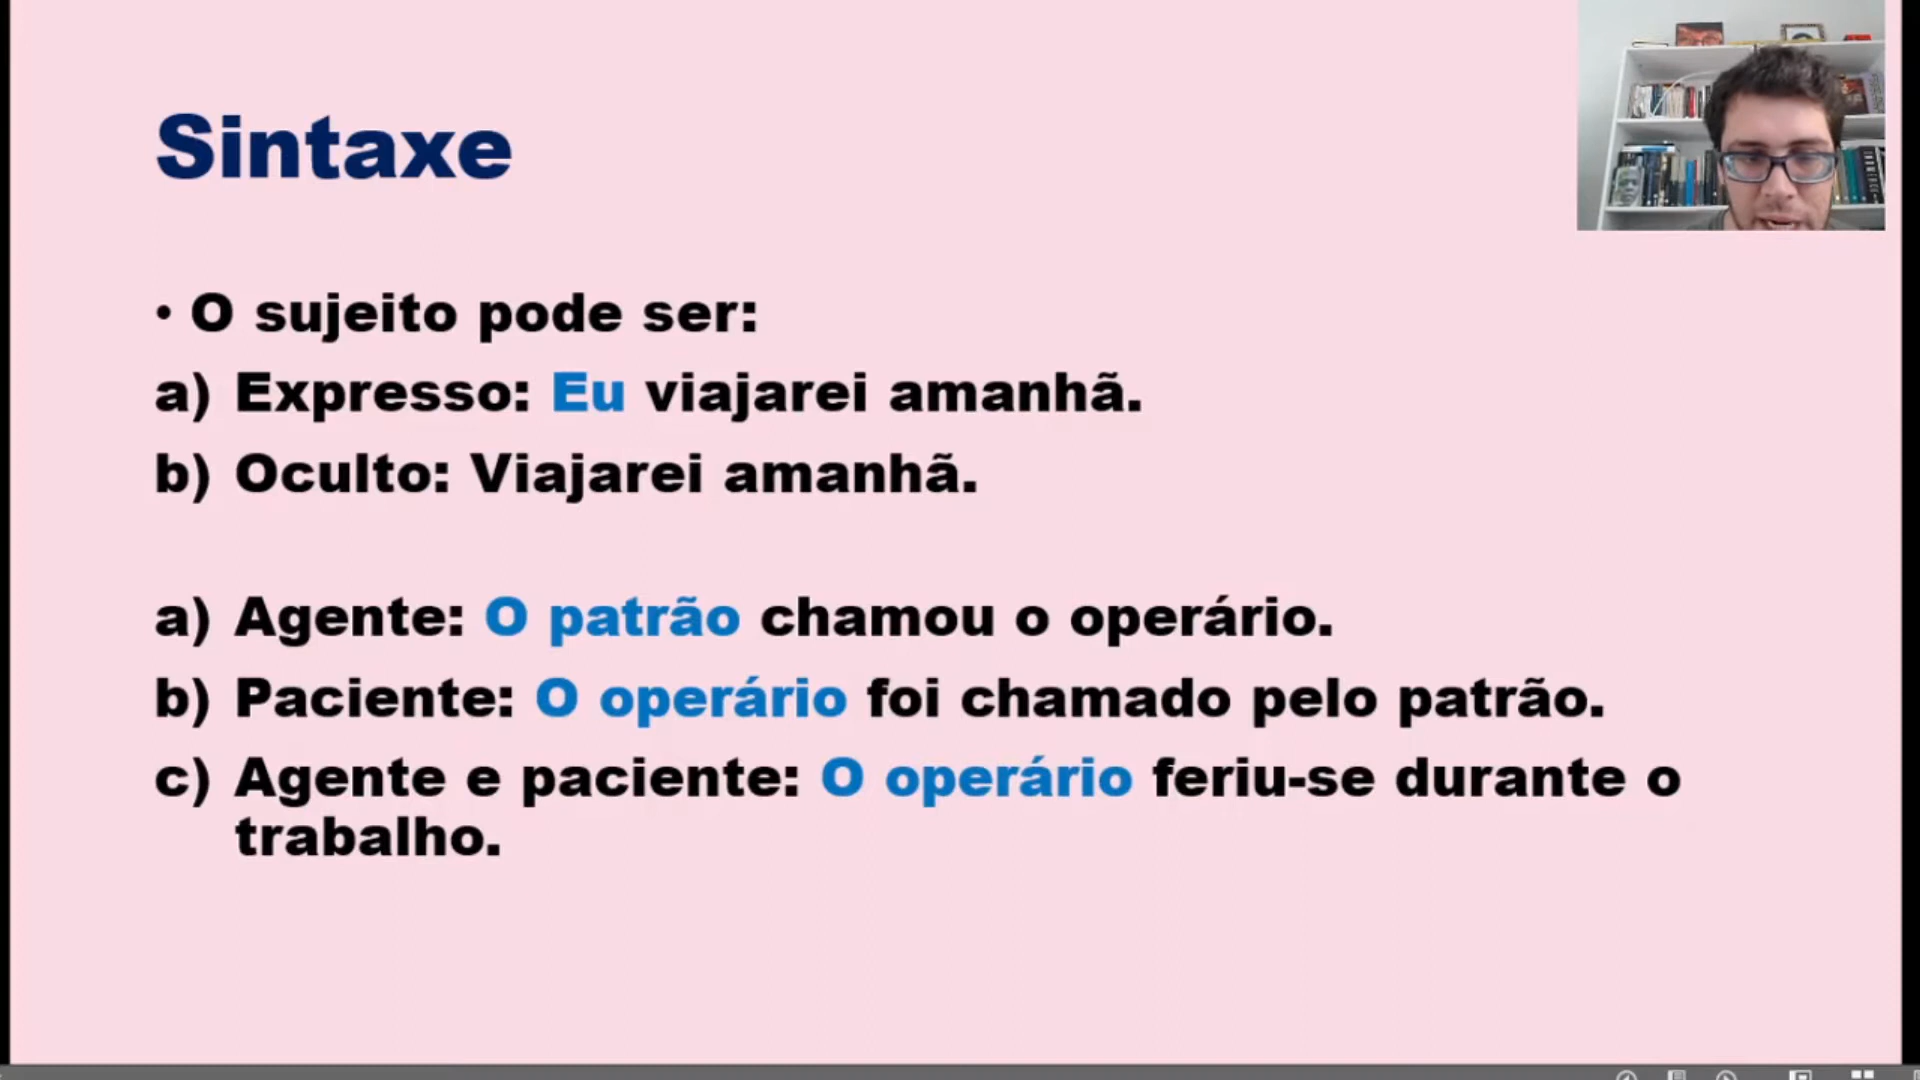 Sintaxe
• O sujeito pode ser:
a) Expresso: Eu viajarei amanhã.
b) Oculto: Viajarei amanhã.
a) Agente: O patrão chamou o operário.
b) Paciente: O operário foi chamado pelo patrão.
c) Agente e paciente: O operário feriu-se durante o
trabalho.